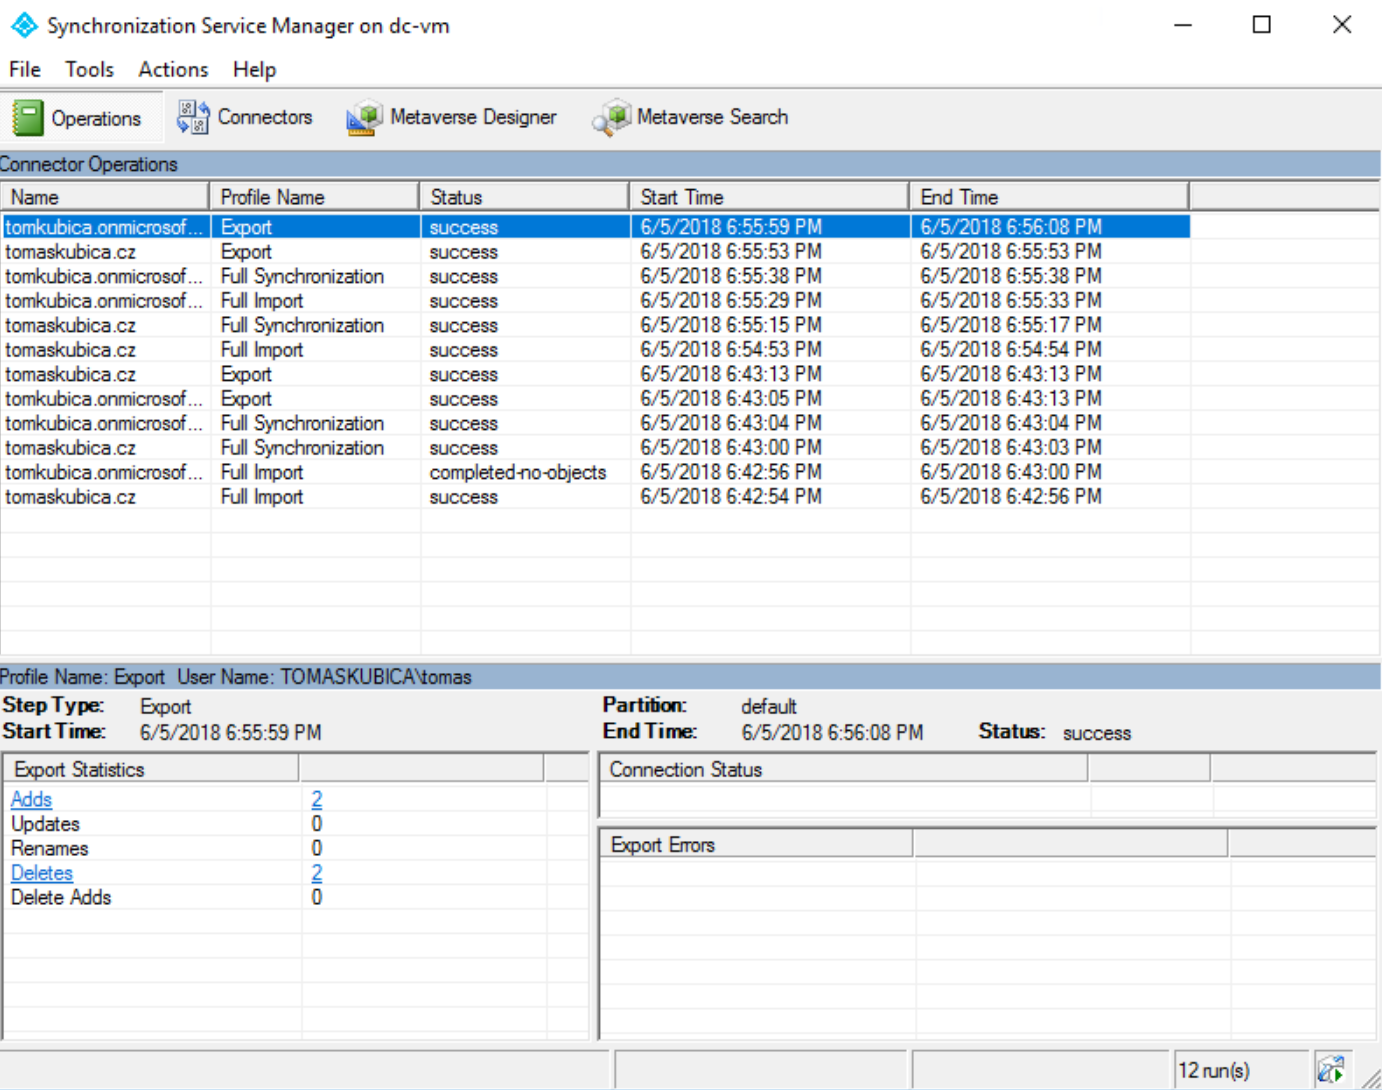 Synchronization Service Manager on dc-vm
File Tools Actions Help
Operations Connectors Metaverse Designer Metaverse Search
Connector Operations
Name Profile Name Status Start Time End Time
tomkubica.onmicrosof... Export success 6/5/2018 6:55:59 PM 6/5/2018 6:56:08 PM
tomaskubica.cz Export success 6/5/2018 6:55:53 PM 6/5/2018 6:55:53 PM
tomkubica.onmicrosof... Full Synchronization success 6/5/2018 6:55:38 PM 6/5/2018 6:55:38 PM
tomkubica.onmicrosof... Full Import success 6/5/2018 6:55:29 PM 6/5/2018 6:55:33 PM
tomaskubica.cz Full Synchronization success 6/5/2018 6:55:15 PM 6/5/2018 6:55:17 PM
tomaskubica.cz Full Import success 6/5/2018 6:54:53 PM 6/5/2018 6:54:54 PM
tomaskubica.cz Export success 6/5/2018 6:43:13 PM 6/5/2018 6:43:13 PM
tomkubica.onmicrosof... Export success 6/5/2018 6:43:05 PM 6/5/2018 6:43:13 PM
tomkubica.onmicrosof... Full Synchronization success 6/5/2018 6:43:04 PM 6/5/2018 6:43:04 PM
tomaskubica.cz Full Synchronization success 6/5/2018 6:43:00 PM 6/5/2018 6:43:03 PM
tomkubica.onmicrosof... Full Import completed-no-objects 6/5/2018 6:42:56 PM 6/5/2018 6:43:00 PM
tomaskubica.cz Full Import success 6/5/2018 6:42:54 PM 6/5/2018 6:42:56 PM
Profile Name: Export User Name: TOMASKUBICA\tomas
Step Type: Export Partition: default
Start Time: 6/5/2018 6:55:59 PM End Time: 6/5/2018 6:56:08 PM Status: success
Export Statistics Connection Status
Adds 2
Updates 0
Renames 0 Export Errors
Deletes 2
Delete Adds 0
12 run(s)